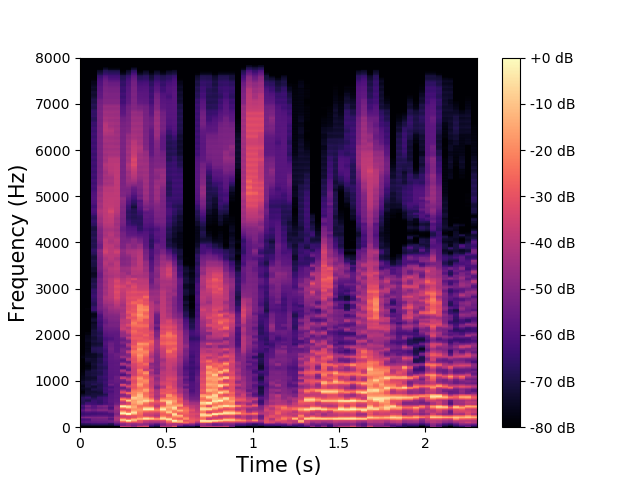 8000
7000
6000
5000
4000
3000
2000
1000
0
Frequency (Hz)
0
0.5
1
1.5
2
Time (s)
+0 dB
-10 dB
-20 dB
-30 dB
-40 dB
-50 dB
-60 dB
-70 dB
-80 dB